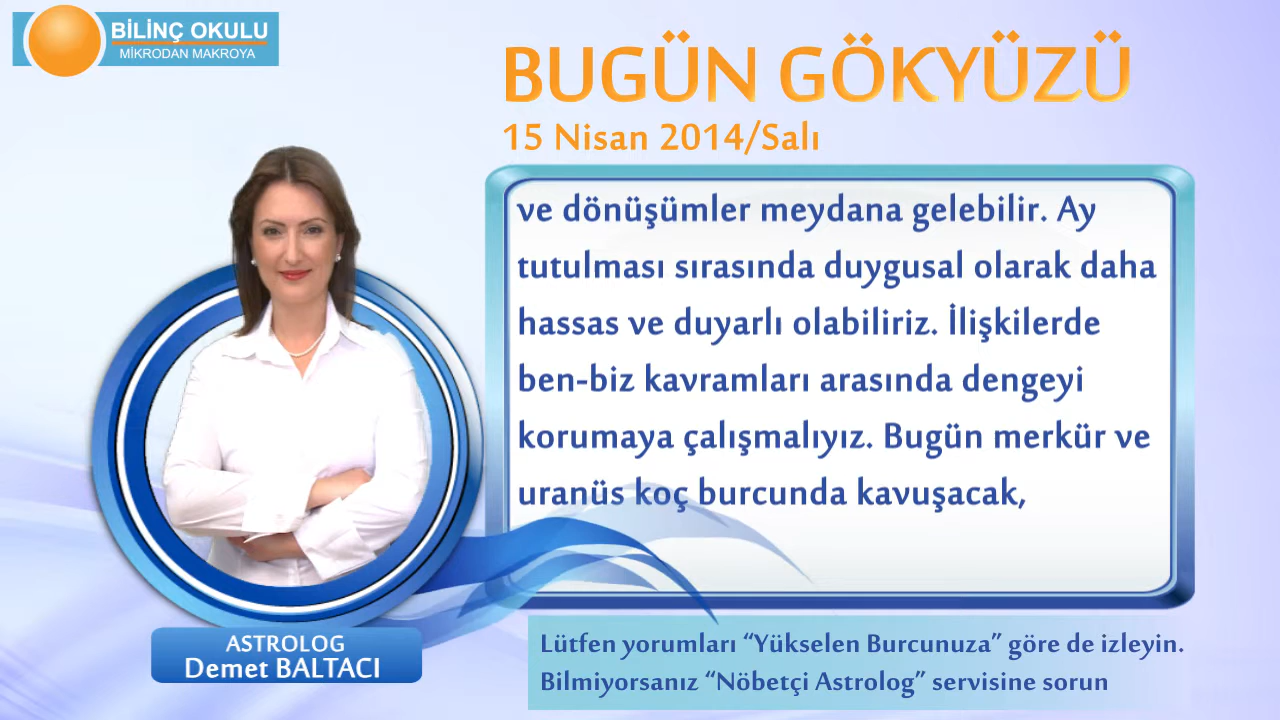 BİLİNÇ OKULU
MİKRODAN MAKROYA
BUGÜN GÖKYÜZÜ
15 Nisan 2014/Salı
ve dönüşümler meydana gelebilir. Ay
tutulması sırasında duygusal olarak daha
hassas ve duyarlı olabiliriz. İlişkilerde
ben-biz kavramları arasında dengeyi
korumaya çalışmalıyız. Bugün merkür ve
uranüs koç burcunda kavuşacak,
ASTROLOG
Demet BALTACI
Lütfen yorumları “Yükselen Burcunuza” göre de izleyin.
Bilmiyorsanız “Nöbetçi Astrolog” servisine sorun